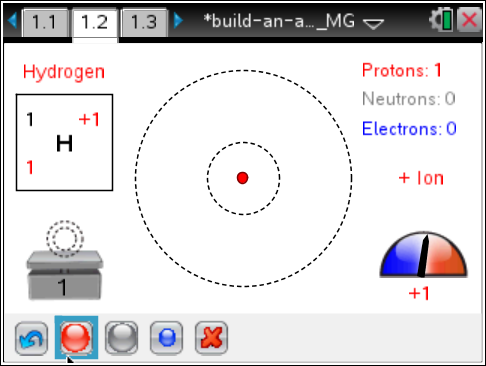 1.1 1.2 1.3 *build-an-a..._MG
Hydrogen
Protons: 1
Neutrons: 0
Electrons: 0
1 +1
H
1
+ Ion
1
+1